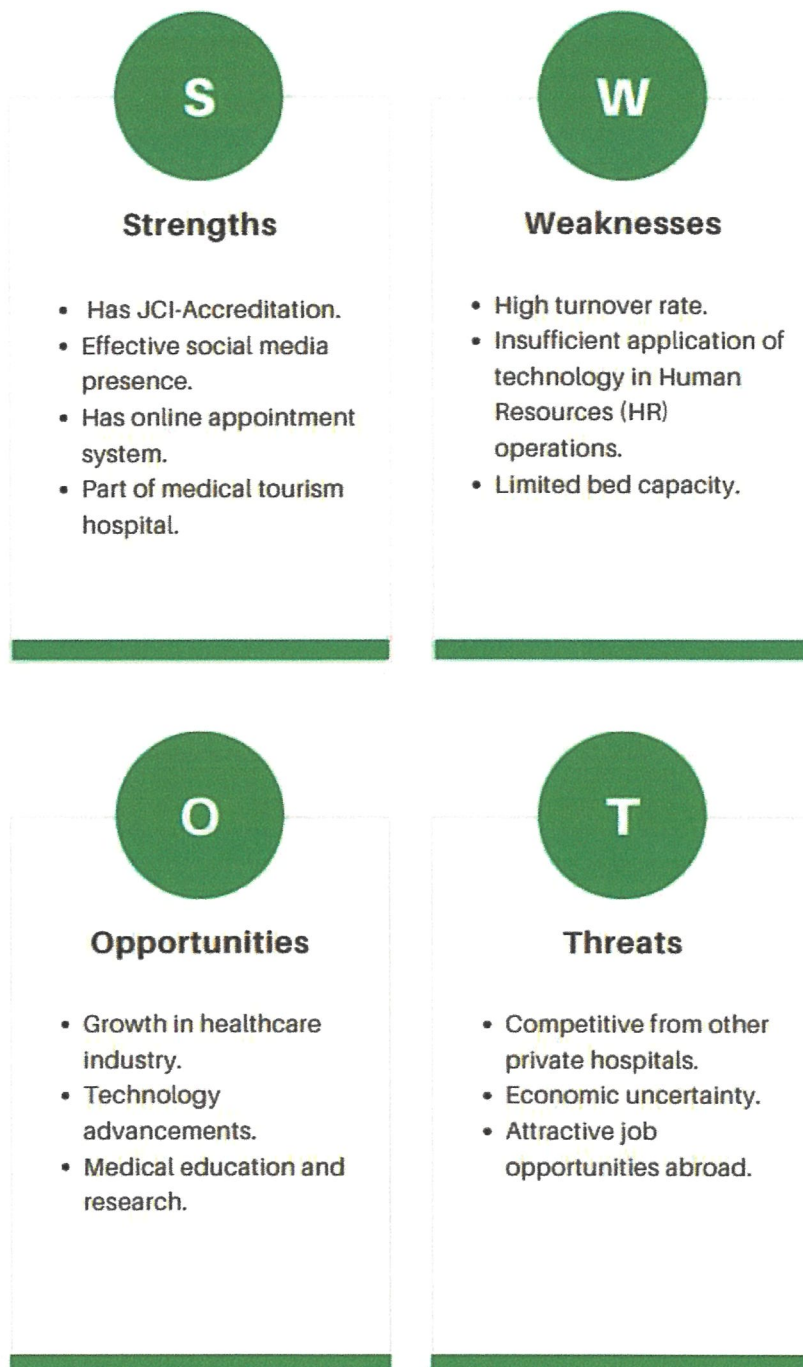 S
Strengths
• Has JCI-Accreditation.
• Effective social media
presence.
• Has online appointment
system.
• Part of medical tourism
hospital.
W
Weaknesses
• High turnover rate.
• Insufficient application of
technology in Human
Resources (HR)
operations.
• Limited bed capacity.
O
Opportunities
• Growth in healthcare
industry.
• Technology
advancements.
• Medical education and
research.
T
Threats
• Competitive from other
private hospitals.
• Economic uncertainty.
• Attractive job
opportunities abroad.